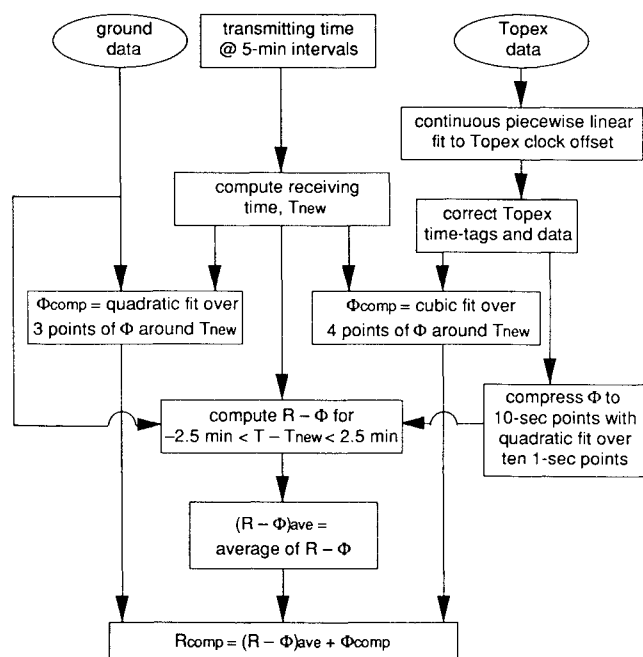 ground
data
transmitting time
@ 5-min intervals
Topex
data
continuous piecewise linear
fit to Topex clock offset
compute receiving
time, Tnew
correct Topex
time-tags and data
Φcomp = quadratic fit over
3 points of Φ around Tnew
Φcomp = cubic fit over
4 points of Φ around Tnew
compute R – Φ for
–2.5 min < T – Tnew < 2.5 min
compress Φ to
10-sec points with
quadratic fit over
ten 1-sec points
(R – Φ)ave =
average of R – Φ
Rcomp = (R – Φ)ave + Φcomp